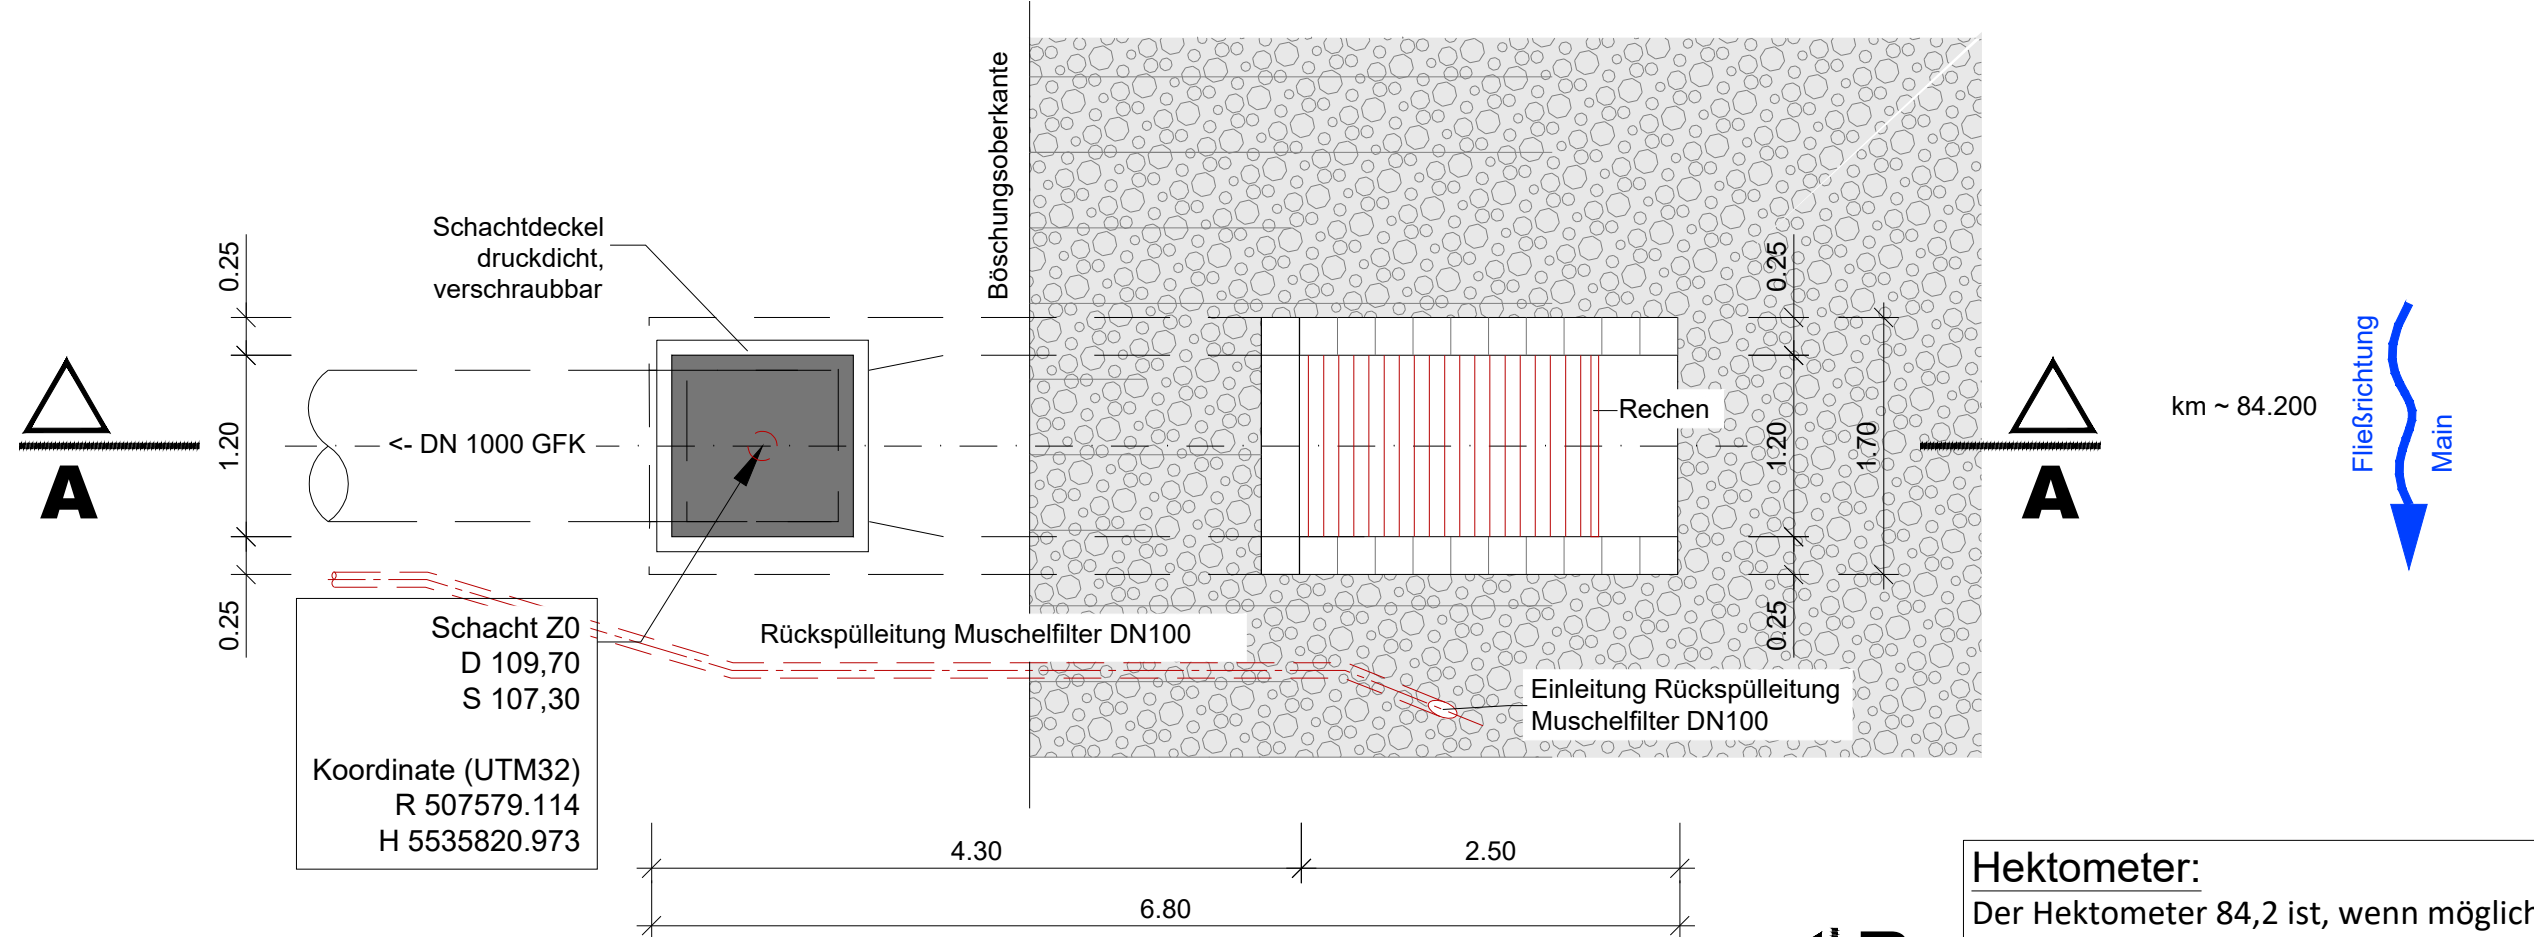 Böschungsoberkante
Schachtdeckel
druckdicht,
verschraubbar
0.25
1.20
0.25
<- DN 1000 GFK
A
Rechen
0.25
1.20
1.70
0.25
A
km ~ 84.200
Fließrichtung
Main
Rückspülleitung Muschelfilter DN100
Einleitung Rückspülleitung
Muschelfilter DN100
Schacht Z0
D 109,70
S 107,30
Koordinate (UTM32)
R 507579.114
H 5535820.973
4.30
2.50
6.80
Hektometer:
Der Hektometer 84,2 ist, wenn möglich